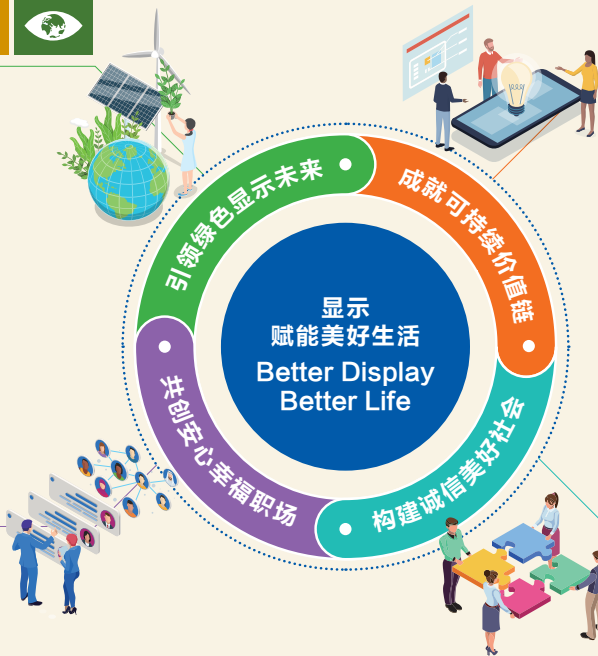 显示
赋能美好生活
Better Display
Better Life
引领绿色显示未来
成就可持续价值链
构建诚信美好社会
共创安心幸福职场